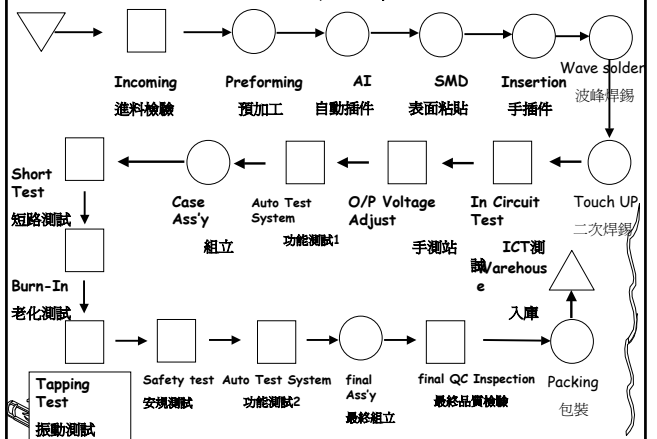 Incoming
進料檢驗
Preforming
預加工
AI
自動插件
SMD
表面粘貼
Insertion
手插件
Wave solder
波峰焊錫
Touch UP
二次焊錫
In Circuit
Test
ICT測
試
O/P Voltage
Adjust
手測站
Auto Test
System
功能測試1
Case
Ass'y
組立
Short
Test
短路測試
Burn-In
老化測試
Tapping
Test
振動測試
Safety test
安規測試
Auto Test System
功能測試2
final
Ass'y
最終組立
final QC Inspection
最終品質檢驗
Packing
包裝
Warehous
e
入庫